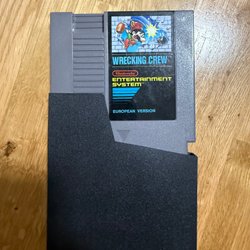 WRECKING CREW
Nintendo
ENTERTAINMENT
SYSTEM
EUROPEAN VERSION